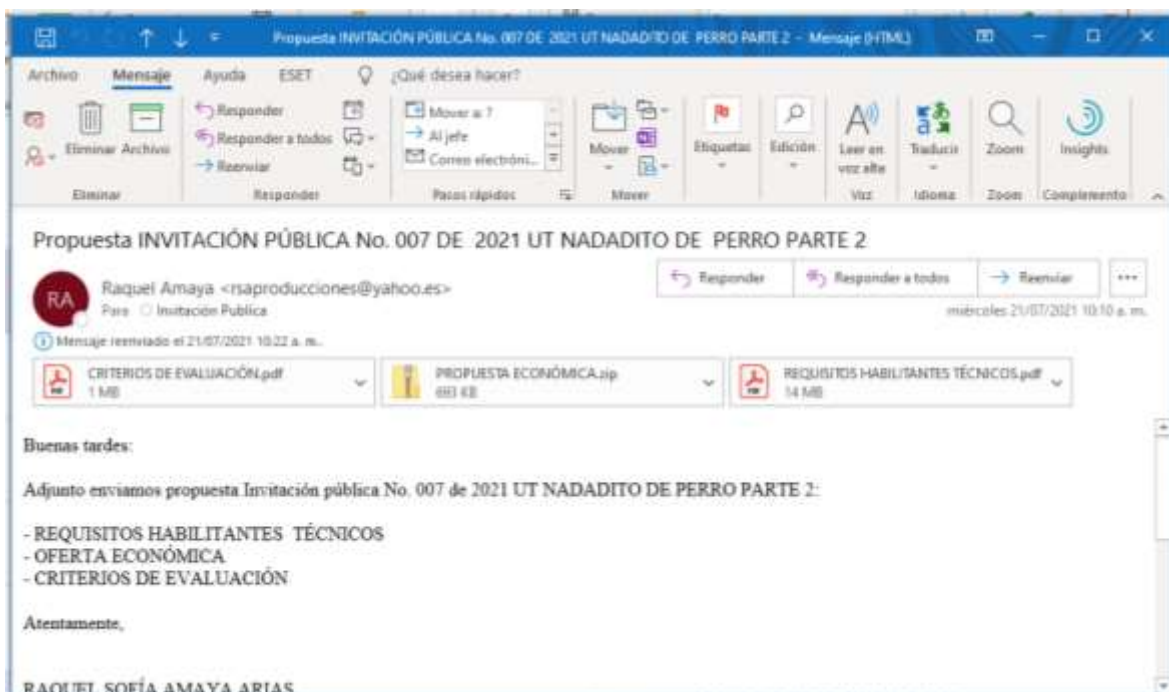 Propuesta INVITACIÓN PÚBLICA No. 007 DE 2021 UT NADADITO DE PERRO PARTE 2 - Mensaje (HTML)
Archivo Mensaje Ayuda ESET ¿Qué desea hacer?
Eliminar Archivo
Responder
Responder a todos
Reenviar
Mover a: ?
Al jefe
Correo electróni...
Mover
Etiquetas
Edición
Leer en voz alta
Traducir
Zoom
Insights
Eliminar Responder Pasos rápidos Mover Voz Idioma Zoom Complemento
Propuesta INVITACIÓN PÚBLICA No. 007 DE 2021 UT NADADITO DE PERRO PARTE 2
RA
Raquel Amaya <rsaproducciones@yahoo.es>
Para Invitación Publica
Responder Responder a todos Reenviar ...
miércoles 21/07/2021 10:10 a. m.
Mensaje reenviado el 21/07/2021 10:22 a. m..
CRITERIOS DE EVALUACIÓN.pdf
1 MB
PROPUESTA ECONÓMICA.zip
693 KB
REQUISITOS HABILITANTES TÉCNICOS.pdf
14 MB
Buenas tardes:
Adjunto enviamos propuesta Invitación pública No. 007 de 2021 UT NADADITO DE PERRO PARTE 2:
- REQUISITOS HABILITANTES TÉCNICOS
- OFERTA ECONÓMICA
- CRITERIOS DE EVALUACIÓN
Atentamente,
RAQUEL SOFÍA AMAYA ARIAS